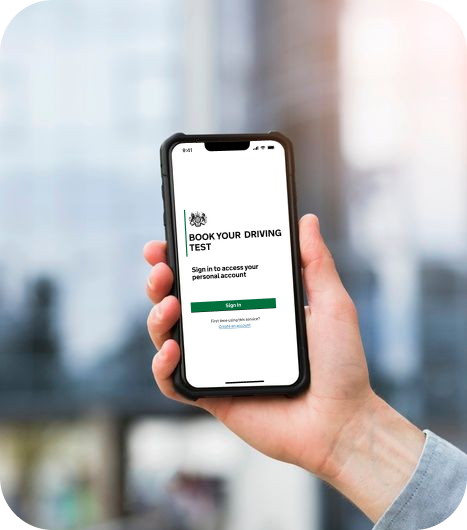 9:41
BOOK YOUR DRIVING
TEST
Sign in to access your
personal account
Sign in
First time using this service?
Create an account